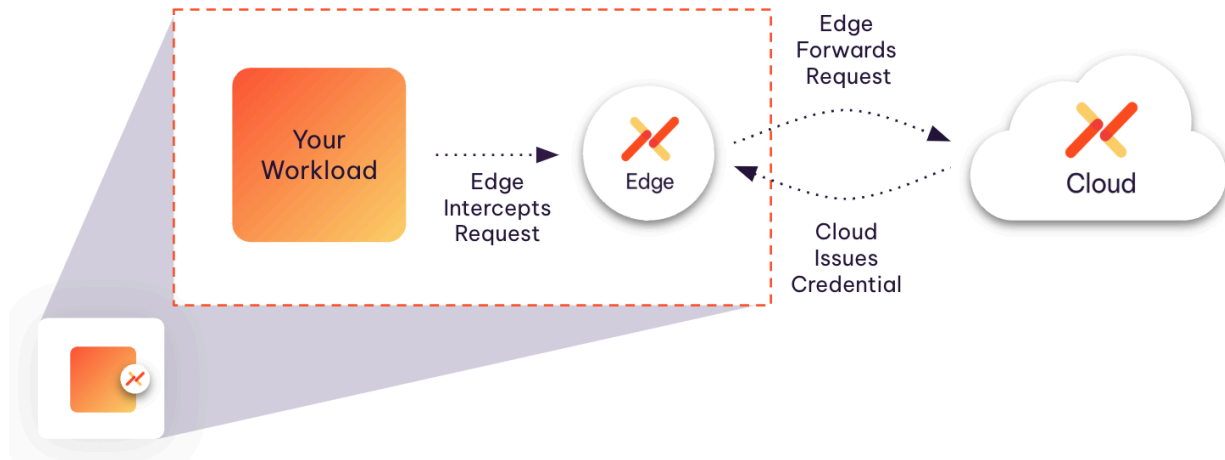 Your
Workload
Edge
Intercepts
Request
Edge
Edge
Forwards
Request
Cloud
Issues
Credential
Cloud